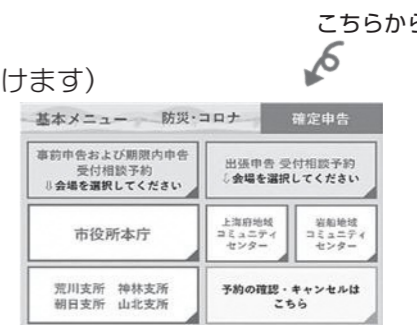 こちらから
けます）
基本メニュー 防災・コロナ 確定申告
事前申告および期限内申告
受付相談予約
⇩会場を選択してください
出張申告 受付相談予約
⇩会場を選択してください
市役所本庁
上海府地域
コミュニティ
センター
岩船地域
コミュニティ
センター
荒川支所 神林支所
朝日支所 山北支所
予約の確認・キャンセルは
こちら